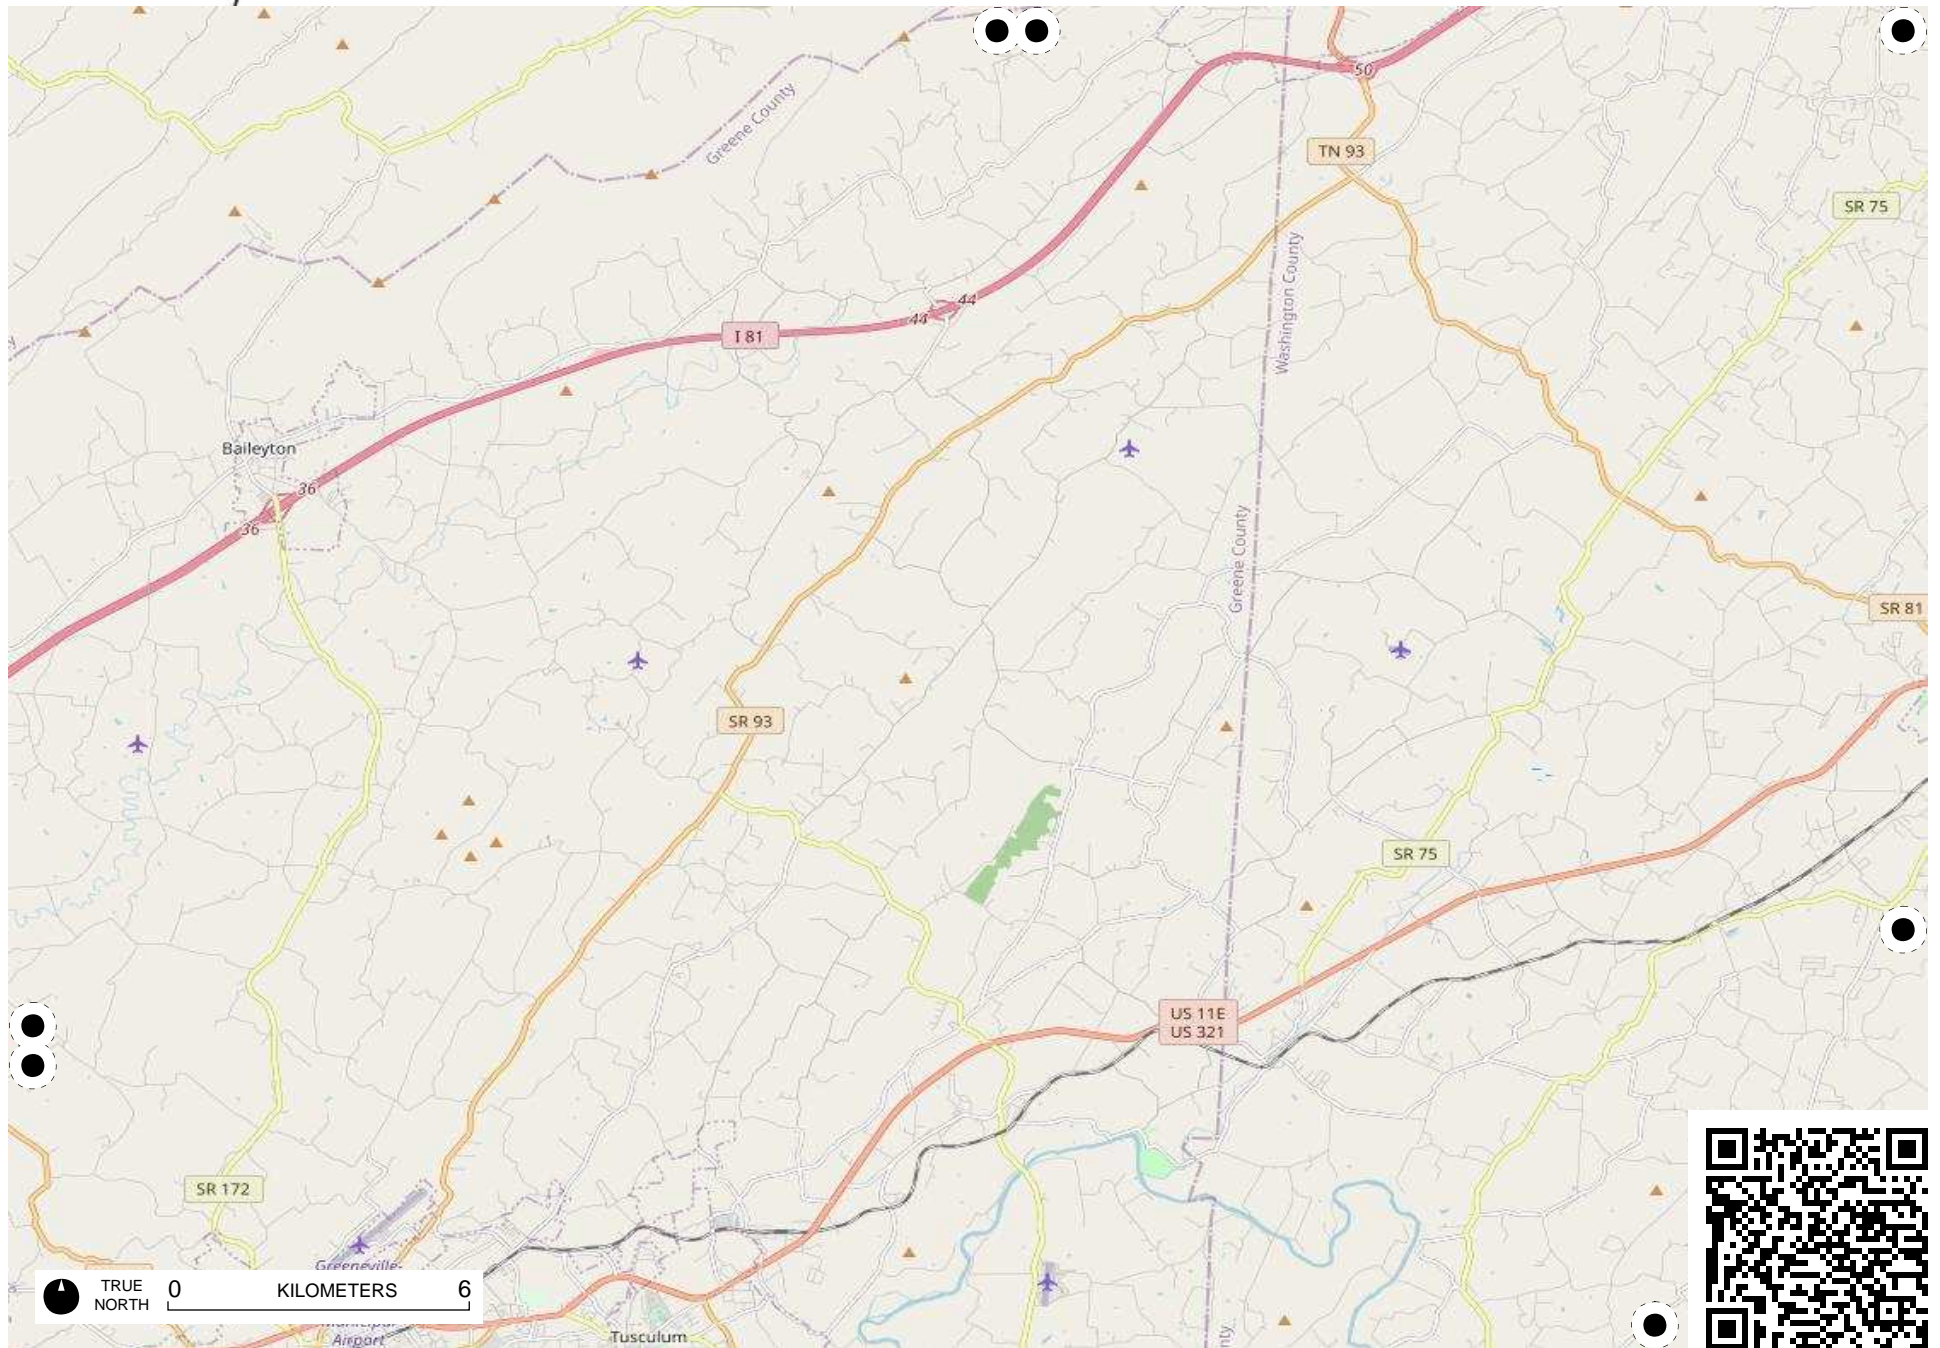 Greene County
50
TN 93
SR 75
Washington County
44
44
I 81
Baileyton
36
36
Greene County
SR 81
SR 93
SR 75
US 11E
US 321
SR 172
Greeneville-
Municipal
Airport
TRUE
NORTH
0
KILOMETERS
6
Tusculum